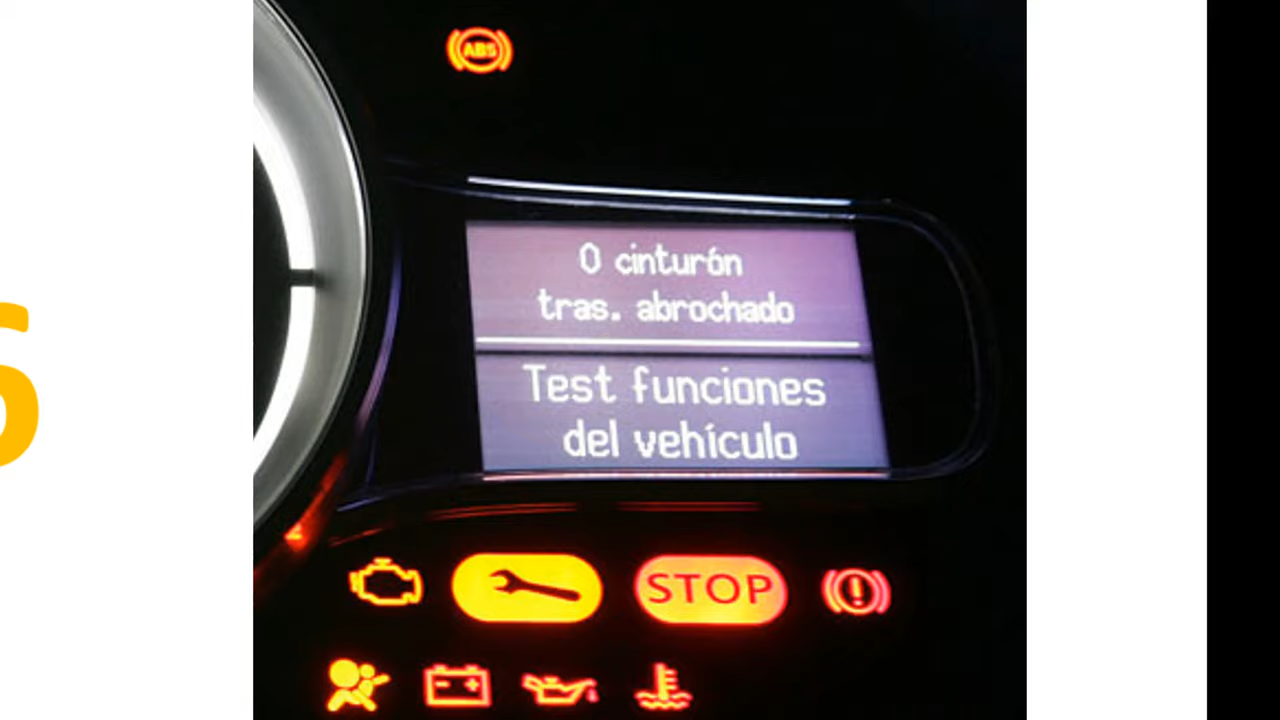 ABS
0 cinturón
tras. abrochado
Test funciones
del vehículo
STOP